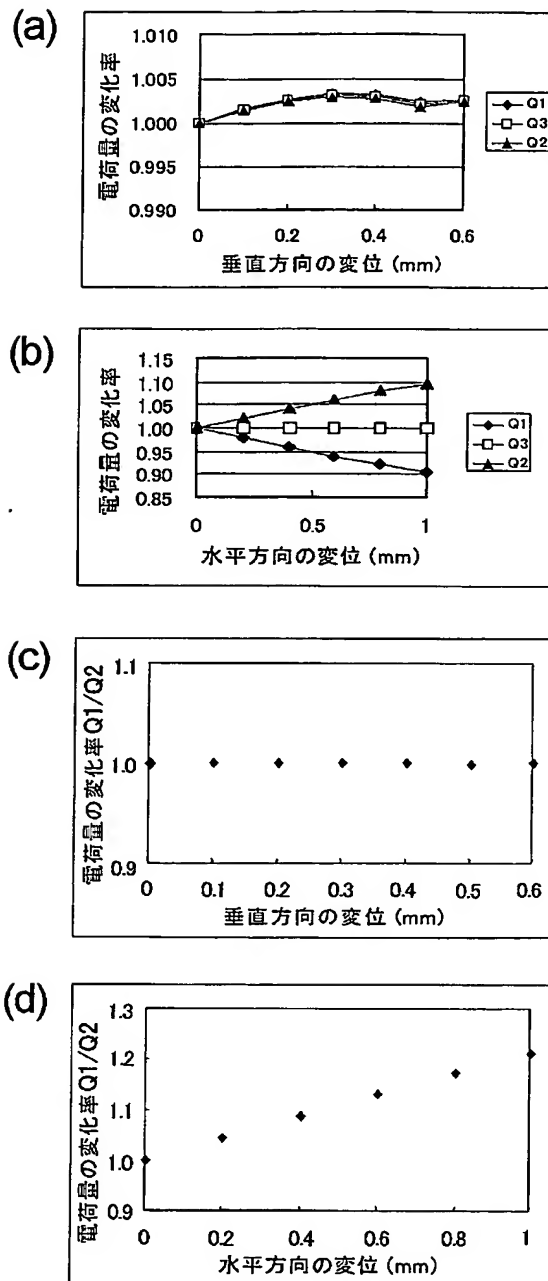 (a)
電荷量の変化率
1.010
1.005
1.000
0.995
0.990
0 0.2 0.4 0.6
垂直方向の変位 (mm)
Q1
Q3
Q2
(b)
電荷量の変化率
1.15
1.10
1.05
1.00
0.95
0.90
0.85
0 0.5 1
水平方向の変位 (mm)
Q1
Q3
Q2
(c)
電荷量の変化率Q1/Q2
1.1
1.0
0.9
0 0.1 0.2 0.3 0.4 0.5 0.6
垂直方向の変位 (mm)
(d)
電荷量の変化率Q1/Q2
1.3
1.2
1.1
1.0
0.9
0 0.2 0.4 0.6 0.8 1
水平方向の変位 (mm)